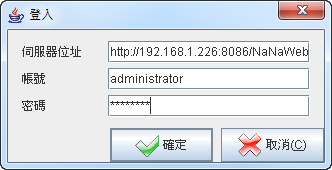 登入
伺服器位址 http://192.168.1.226:8086/NaNaWeb
帳號 administrator
密碼 ********
確定 取消(C)